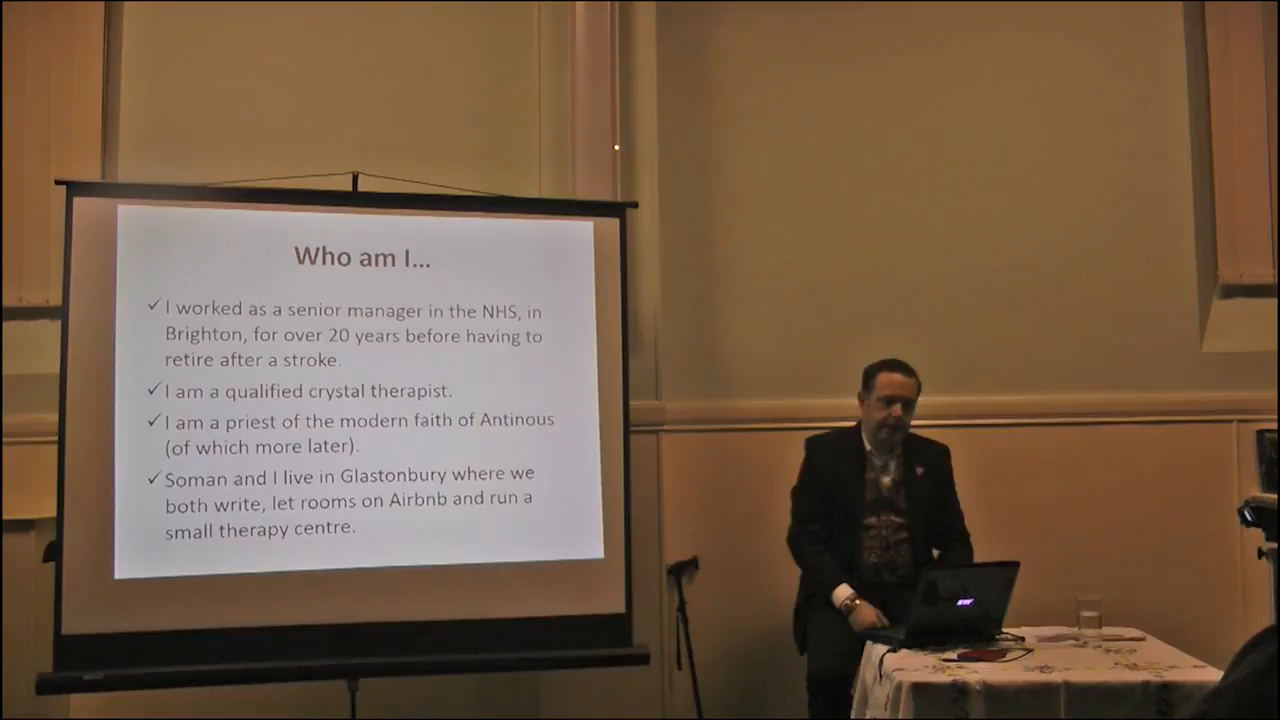 Who am I...
✓ I worked as a senior manager in the NHS, in
Brighton, for over 20 years before having to
retire after a stroke.
✓ I am a qualified crystal therapist.
✓ I am a priest of the modern faith of Antinous
(of which more later).
✓ Soman and I live in Glastonbury where we
both write, let rooms on Airbnb and run a
small therapy centre.